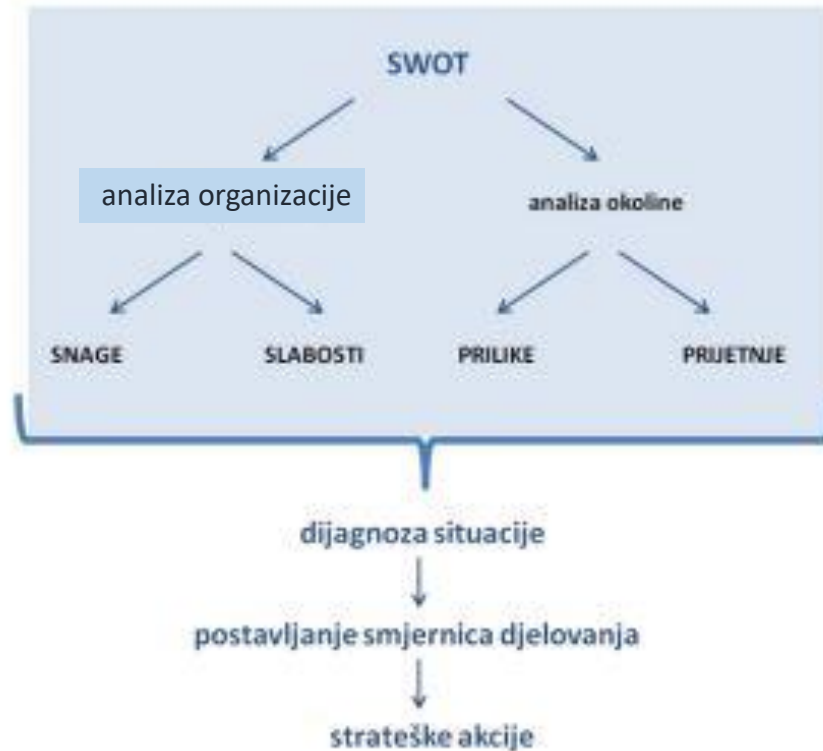 SWOT
analiza organizacije
analiza okoline
SNAGE
SLABOSTI
PRILIKE
PRIJETNJE
dijagnoza situacije
postavljanje smjernica djelovanja
strateške akcije